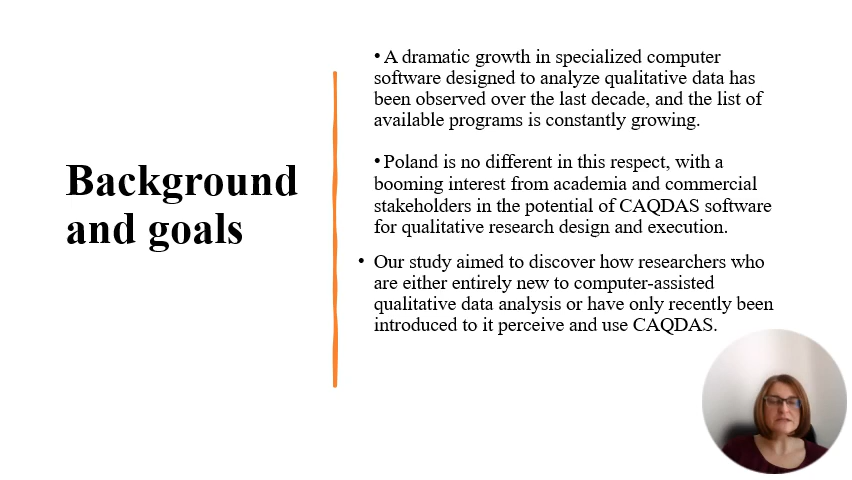 Background
and goals
• A dramatic growth in specialized computer
software designed to analyze qualitative data has
been observed over the last decade, and the list of
available programs is constantly growing.
• Poland is no different in this respect, with a
booming interest from academia and commercial
stakeholders in the potential of CAQDAS software
for qualitative research design and execution.
• Our study aimed to discover how researchers who
are either entirely new to computer-assisted
qualitative data analysis or have only recently been
introduced to it perceive and use CAQDAS.